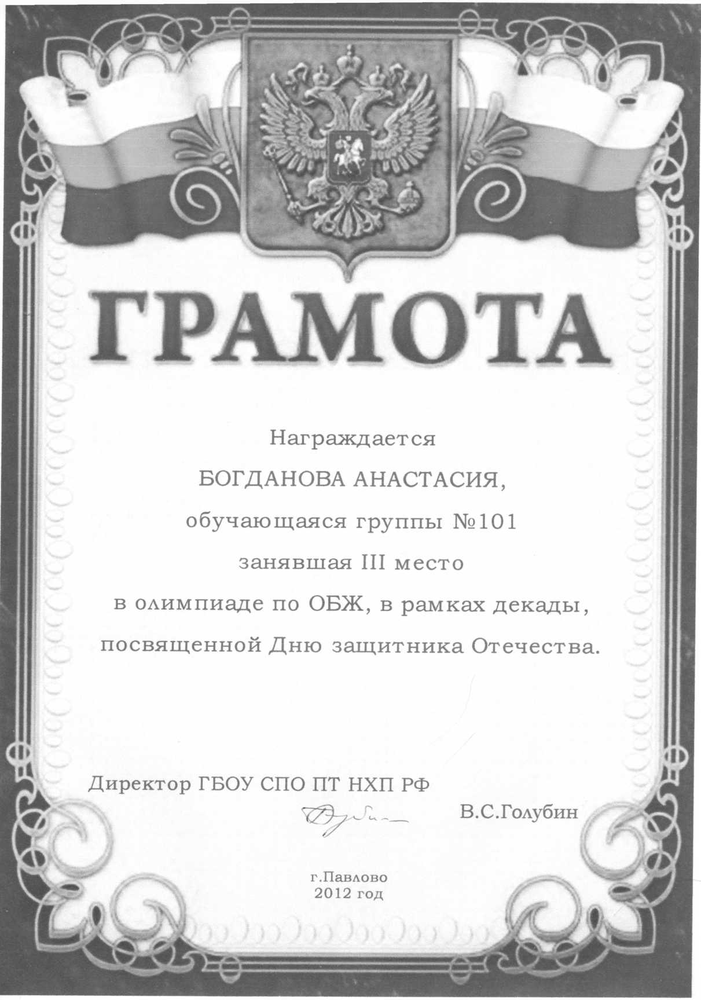 ГРАМОТА
Награждается
БОГДАНОВА АНАСТАСИЯ,
обучающаяся группы №101
занявшая III место
в олимпиаде по ОБЖ, в рамках декады,
посвященной Дню защитника Отечества.
Директор ГБОУ СПО ПТ НХП РФ
В.С.Голубин
г.Павлово
2012 год